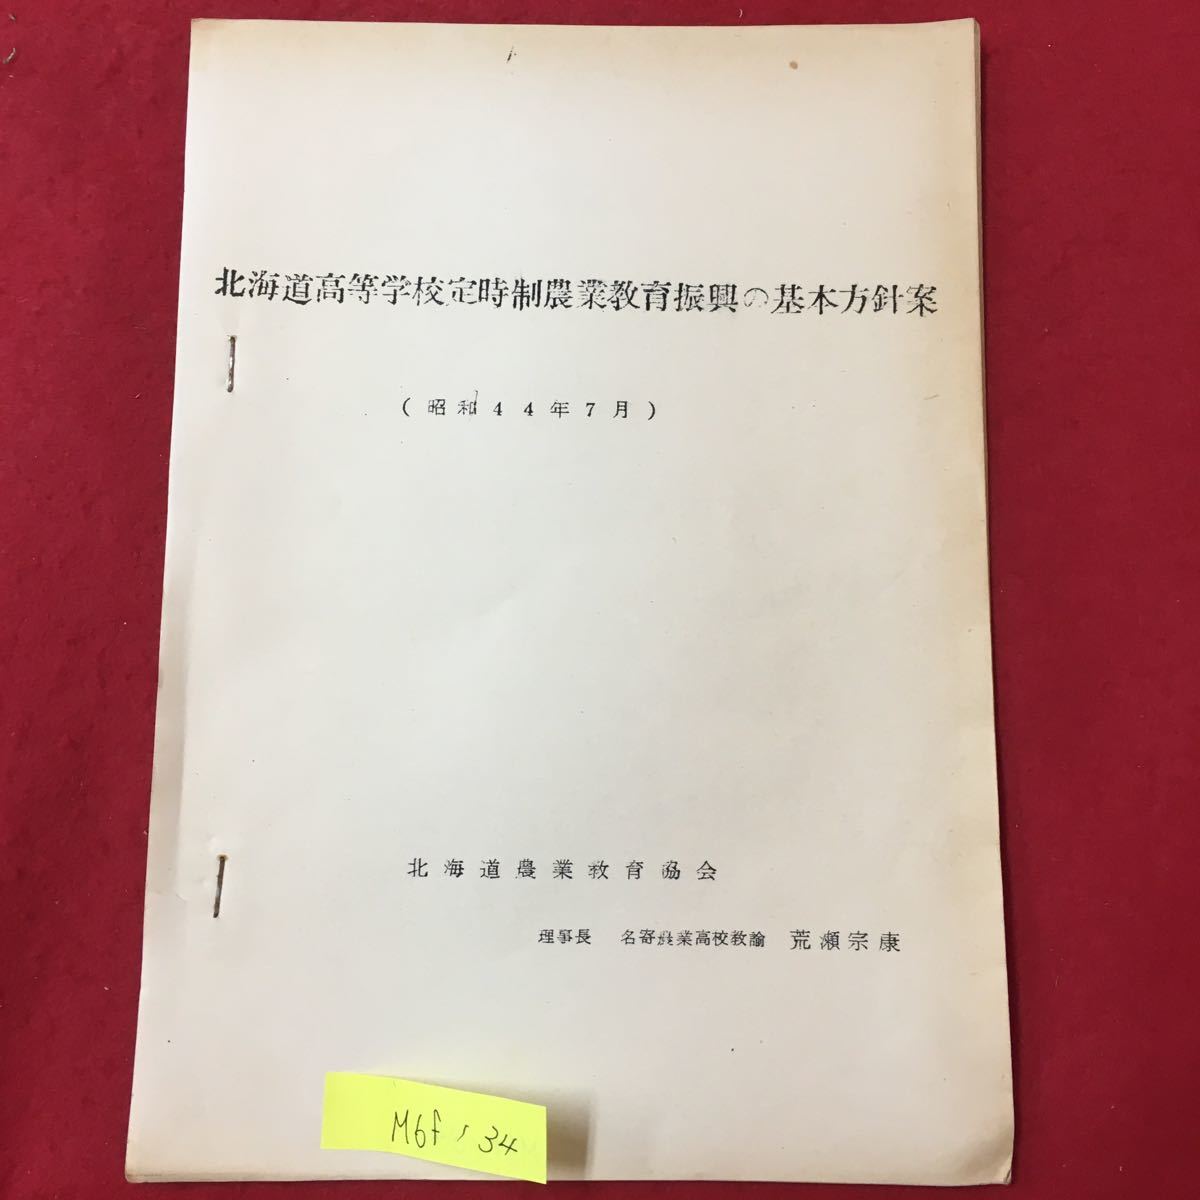 北海道高等学校定時制農業教育振興の基本方針案
(昭和44年7月)
北海道農業教育協会
理事長 名寄農業高校教諭 荒瀬宗康
M6f、34